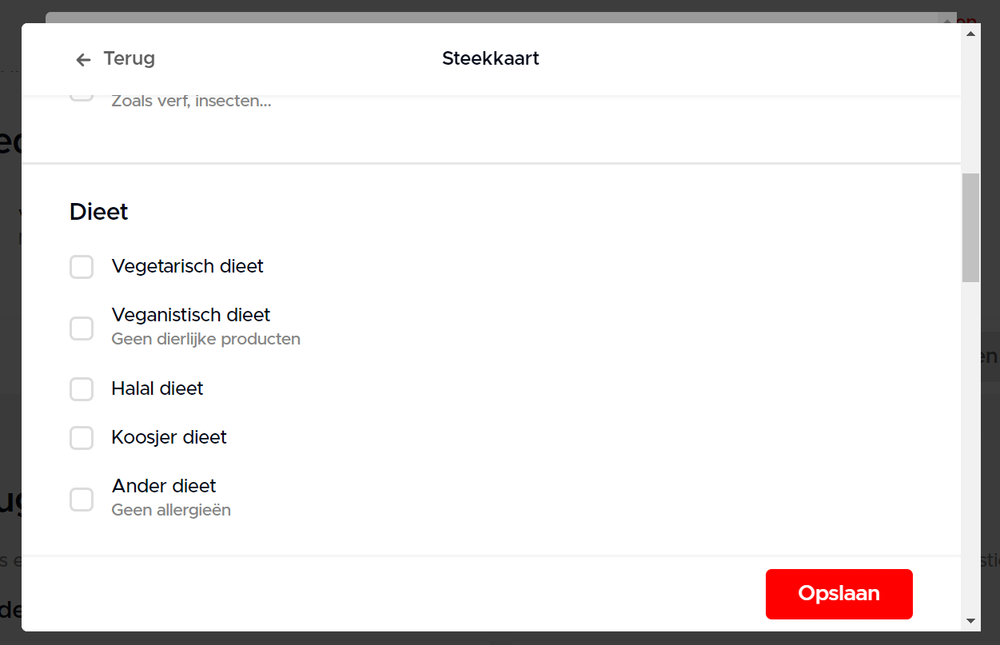 Terug
Steekkaart
Zoals verf, insecten...
Dieet
Vegetarisch dieet
Veganistisch dieet
Geen dierlijke producten
Halal dieet
Koosjer dieet
Ander dieet
Geen allergieën
Opslaan